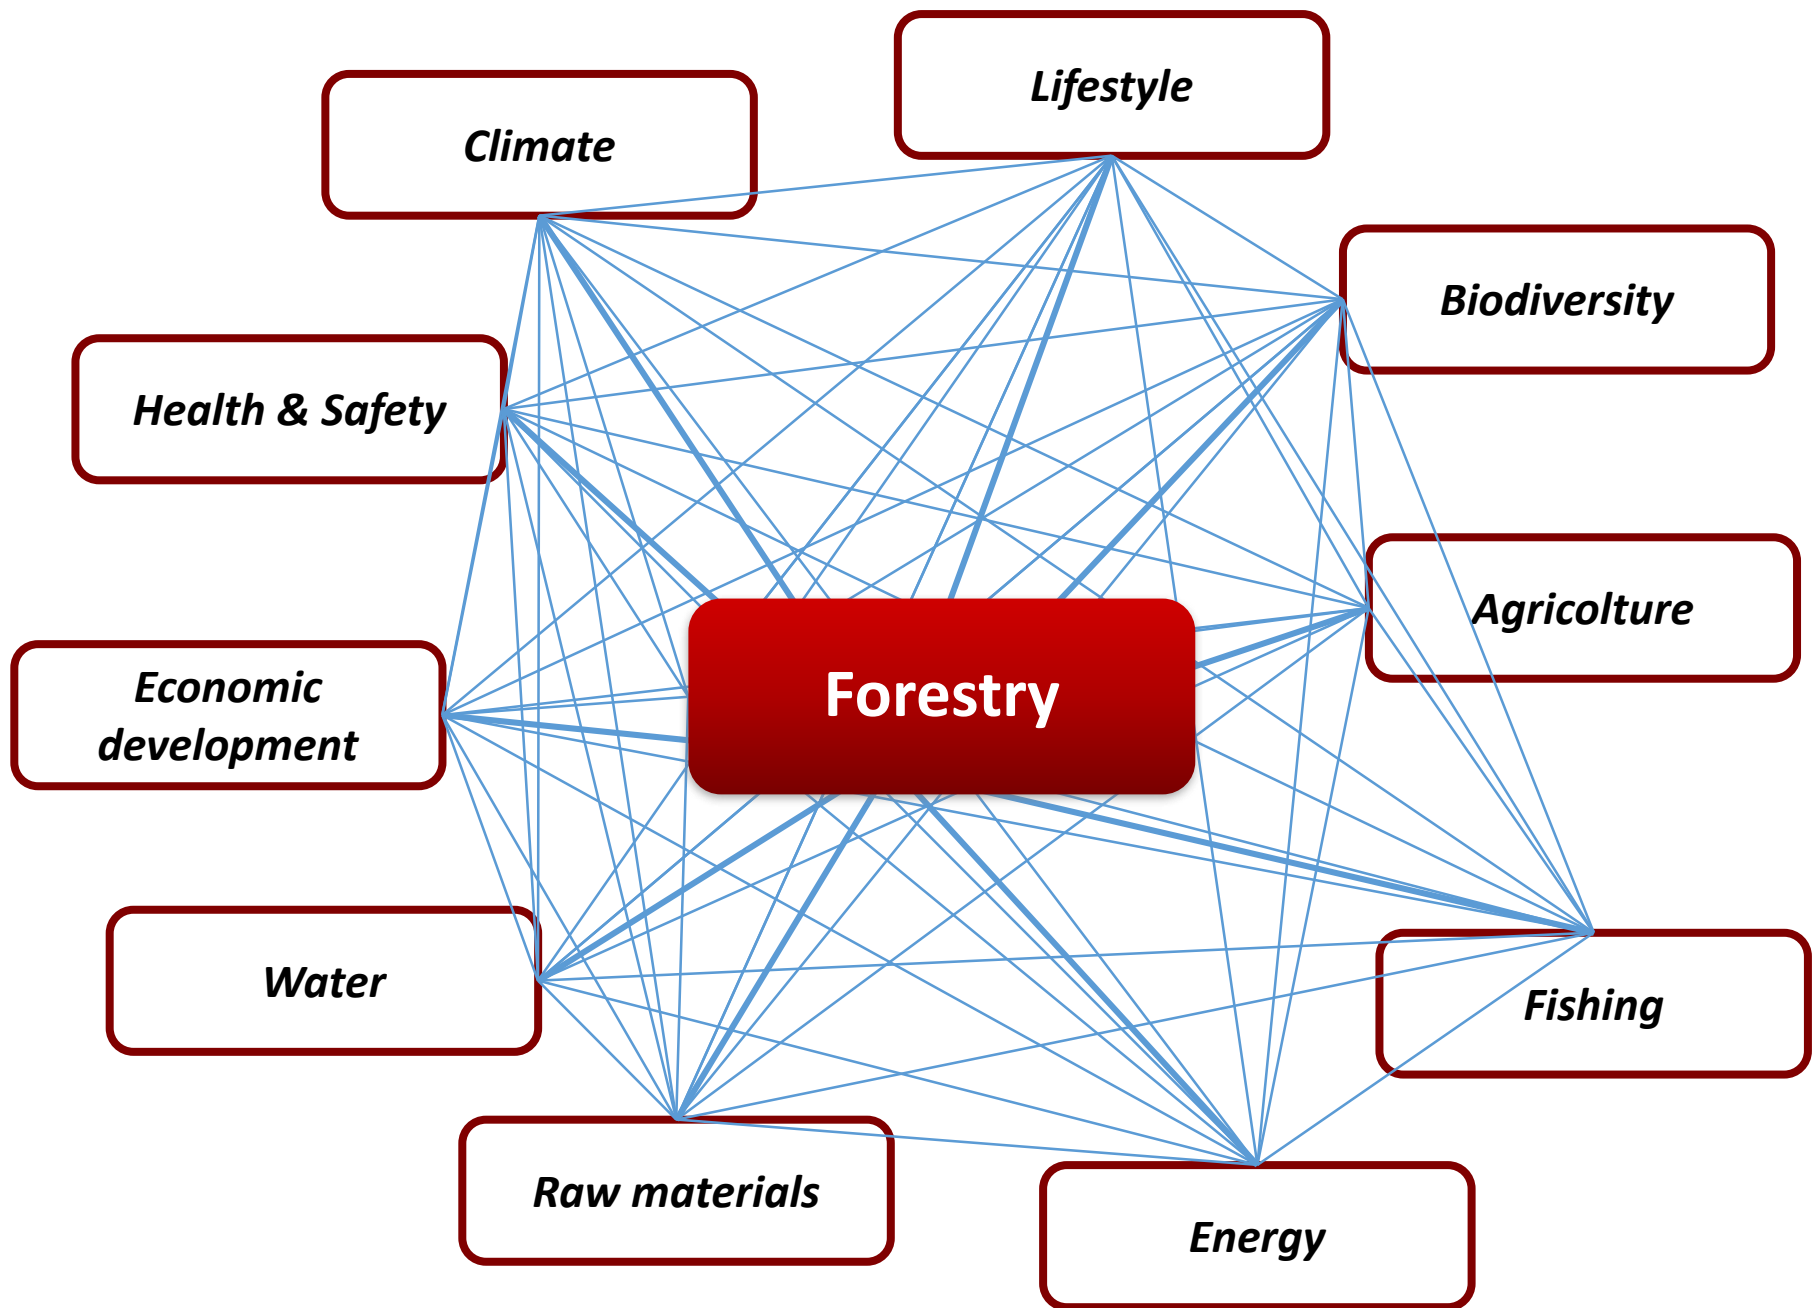 Lifestyle
Climate
Biodiversity
Health & Safety
Agricolture
Economic
development
Forestry
Water
Fishing
Raw materials
Energy